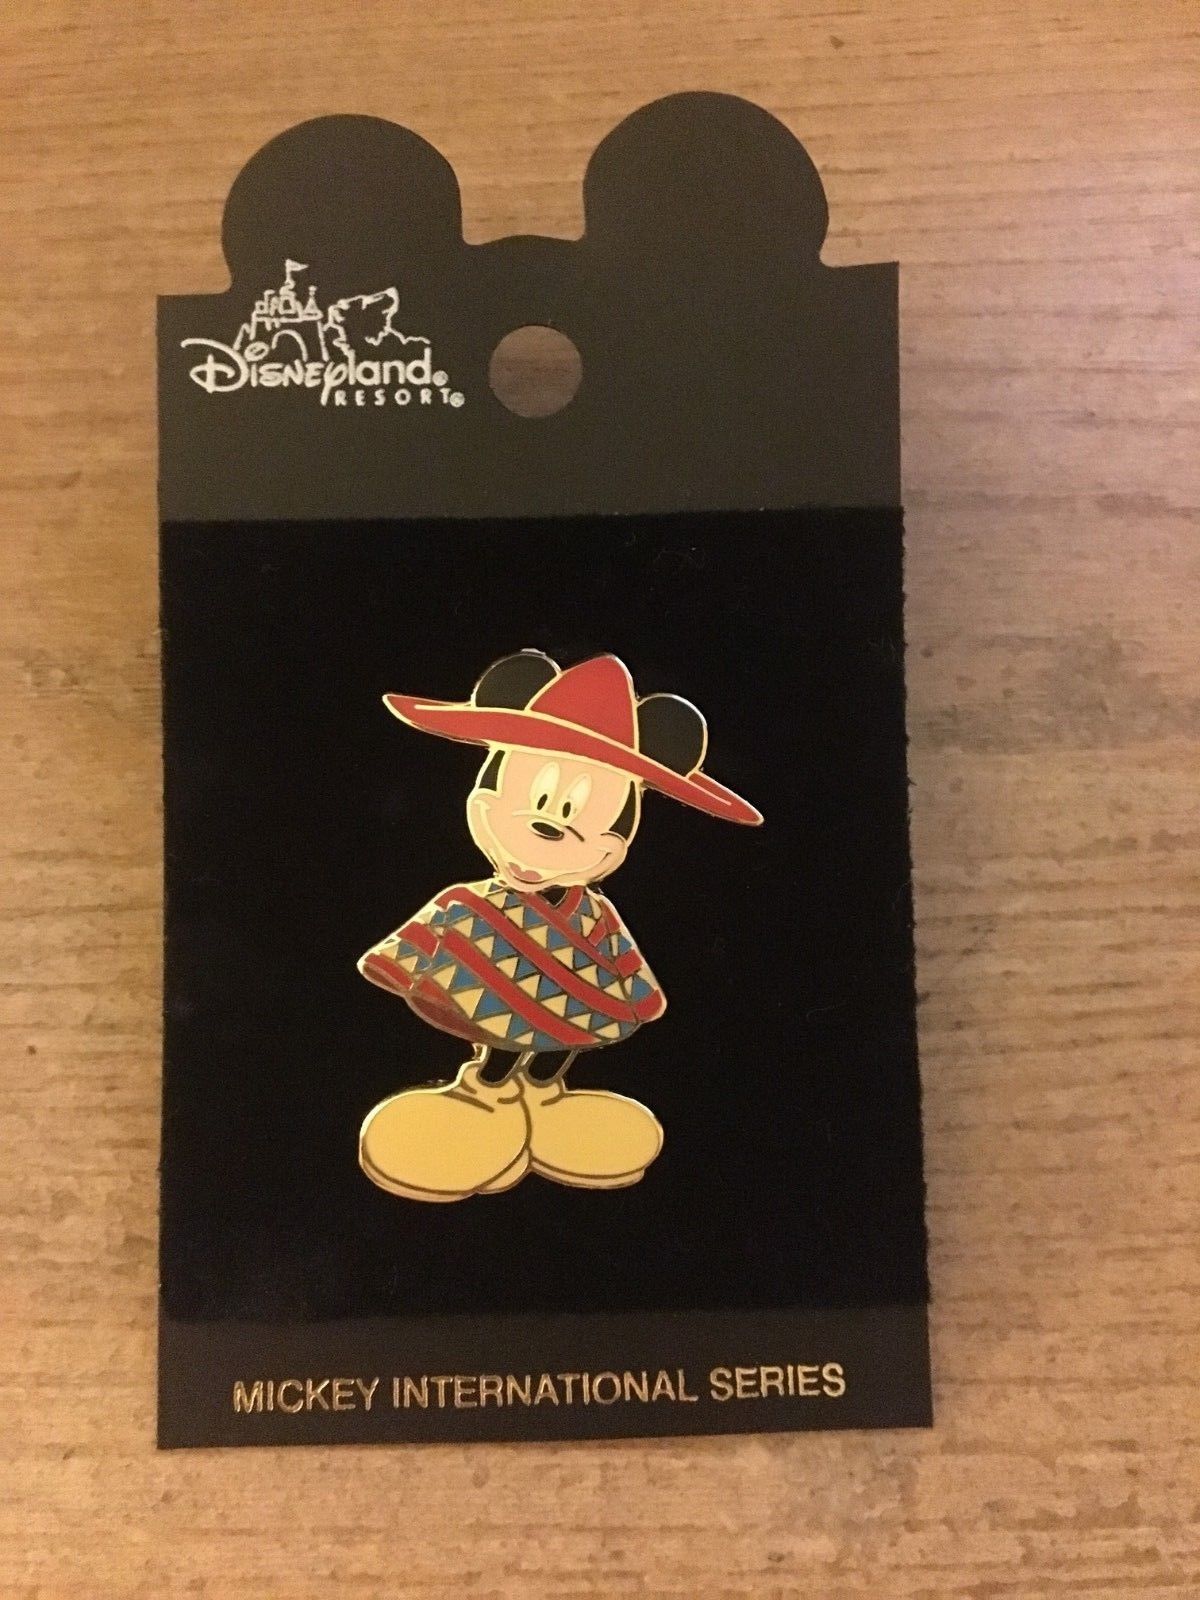 Disneyland®
RESORT®
MICKEY INTERNATIONAL SERIES